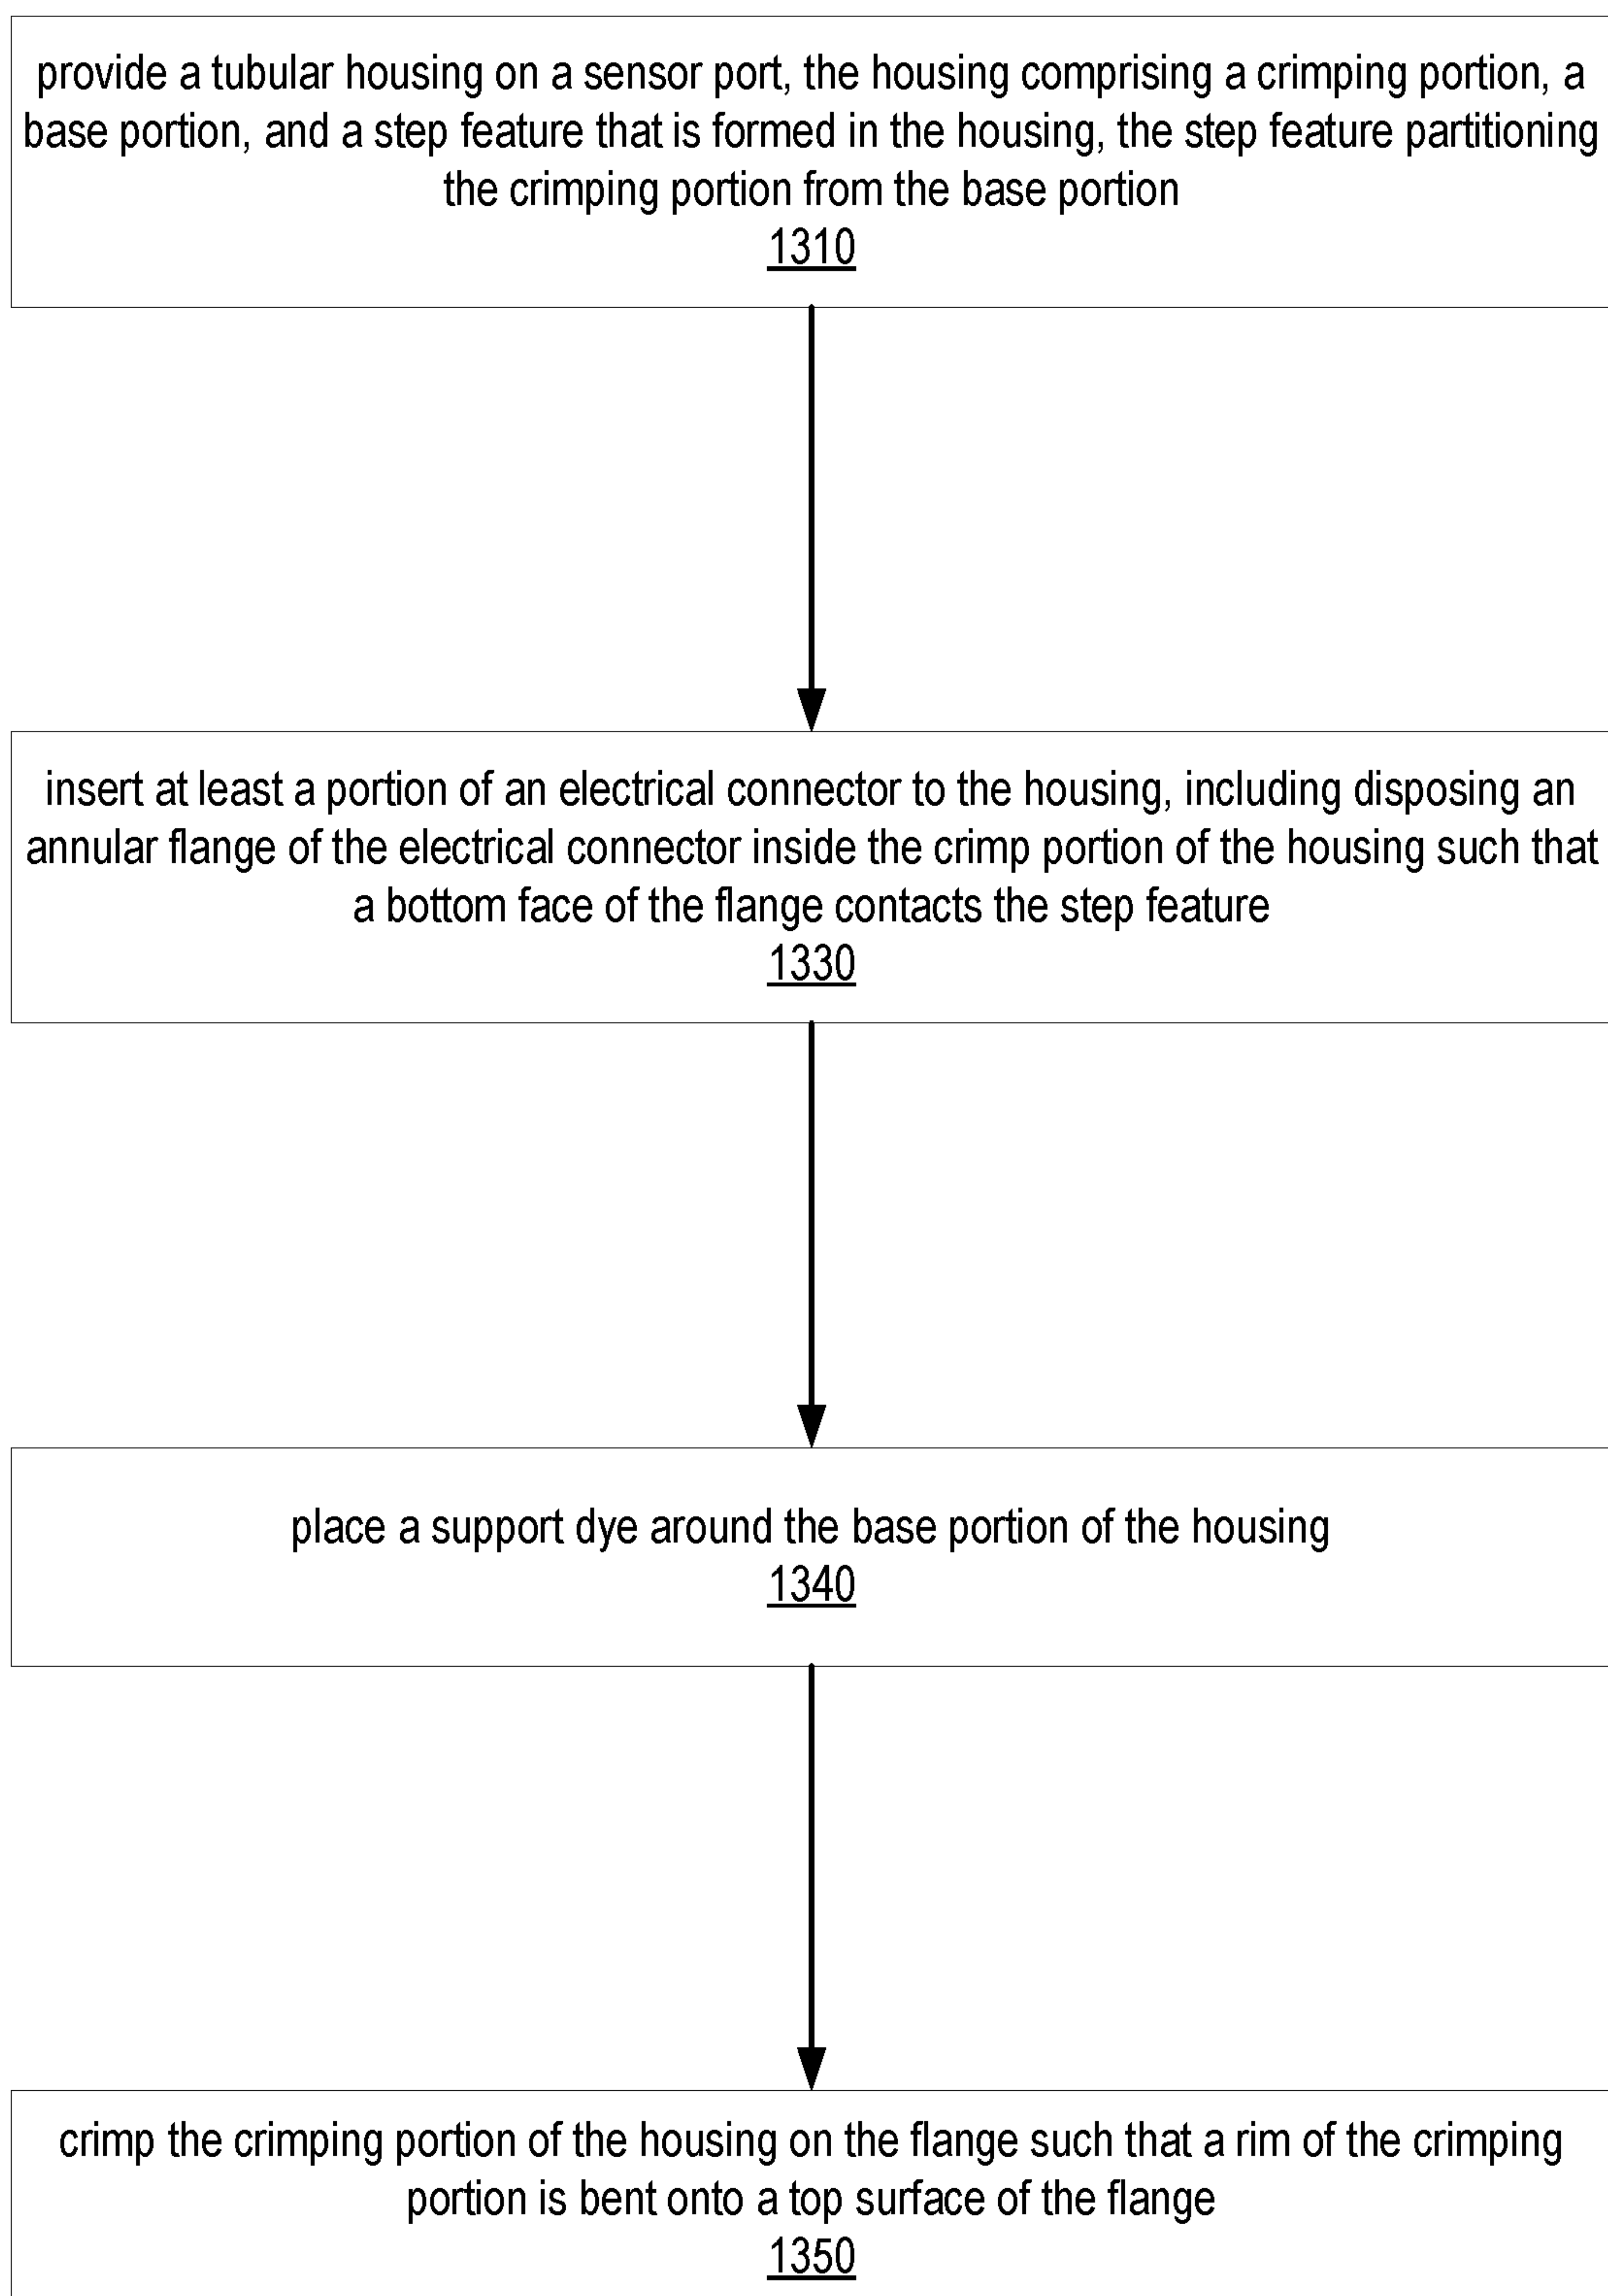 provide a tubular housing on a sensor port, the housing comprising a crimping portion, a
base portion, and a step feature that is formed in the housing, the step feature partitioning
the crimping portion from the base portion
1310
insert at least a portion of an electrical connector to the housing, including disposing an
annular flange of the electrical connector inside the crimp portion of the housing such that
a bottom face of the flange contacts the step feature
1330
place a support dye around the base portion of the housing
1340
crimp the crimping portion of the housing on the flange such that a rim of the crimping
portion is bent onto a top surface of the flange
1350